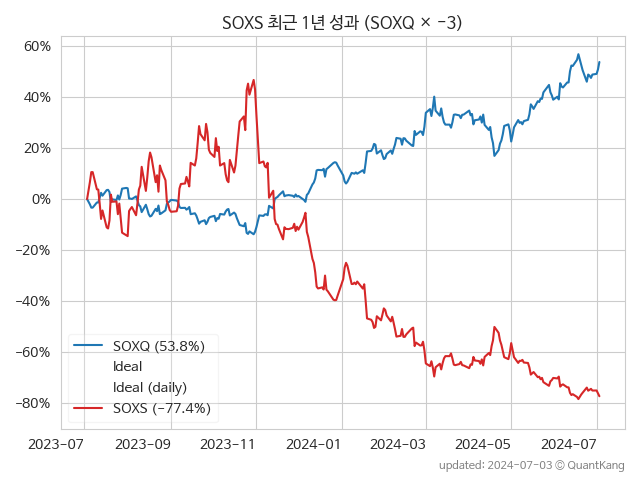 SOXS 최근 1년 성과 (SOXQ × −3)
60%
40%
20%
0%
−20%
−40%
−60%
−80%
SOXQ (53.8%)
Ideal
Ideal (daily)
SOXS (−77.4%)
2023-07 2023-09 2023-11 2024-01 2024-03 2024-05 2024-07
updated: 2024-07-03 © QuantKang